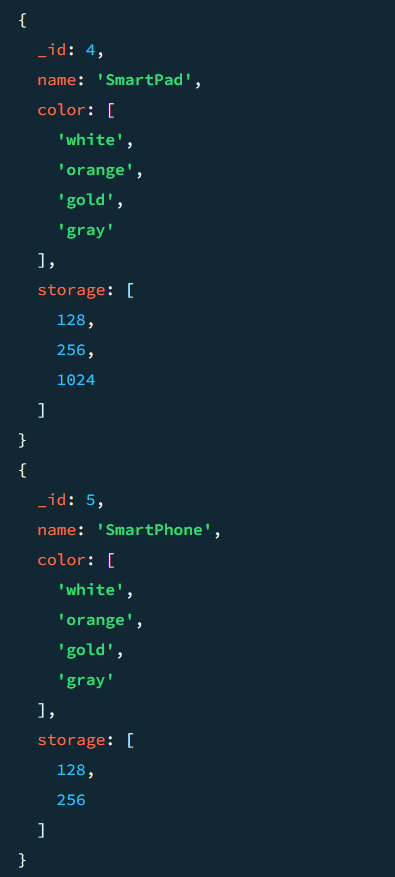 {
  _id: 4,
  name: 'SmartPad',
  color: [
    'white',
    'orange',
    'gold',
    'gray'
  ],
  storage: [
    128,
    256,
    1024
  ]
}
{
  _id: 5,
  name: 'SmartPhone',
  color: [
    'white',
    'orange',
    'gold',
    'gray'
  ],
  storage: [
    128,
    256
  ]
}